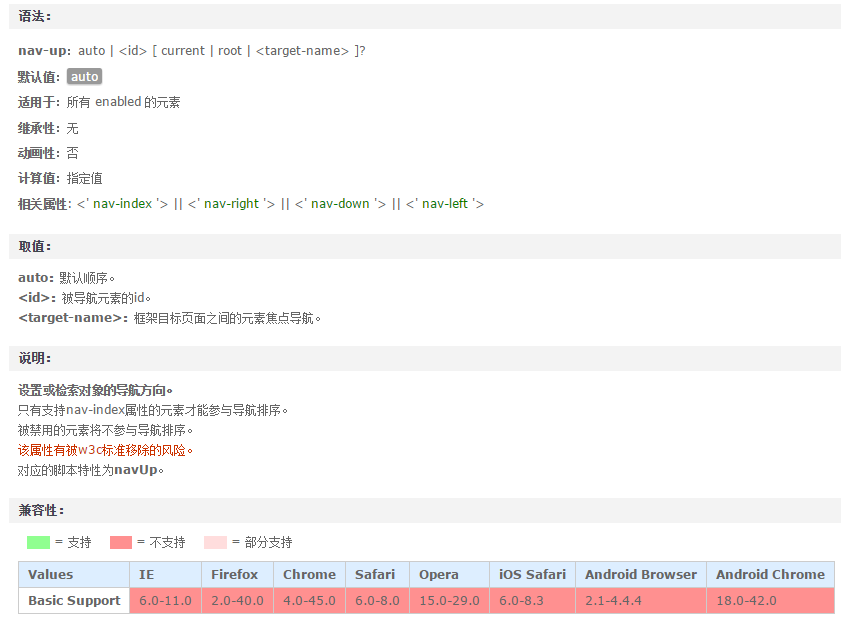 语法：
nav-up: auto | <id> [ current | root | <target-name> ]?
默认值：auto
适用于：所有 enabled 的元素
继承性：无
动画性：否
计算值：指定值
相关属性：<' nav-index '> || <' nav-right '> || <' nav-down '> || <' nav-left '>
取值：
auto：默认顺序。
<id>：被导航元素的id。
<target-name>：框架目标页面之间的元素焦点导航。
说明：
设置或检索对象的导航方向。
只有支持nav-index属性的元素才能参与导航排序。
被禁用的元素将不参与导航排序。
该属性有被w3c标准移除的风险。
对应的脚本特性为navUp。
兼容性：
= 支持 = 不支持 = 部分支持
Values IE Firefox Chrome Safari Opera iOS Safari Android Browser Android Chrome
Basic Support 6.0-11.0 2.0-40.0 4.0-45.0 6.0-8.0 15.0-29.0 6.0-8.3 2.1-4.4.4 18.0-42.0